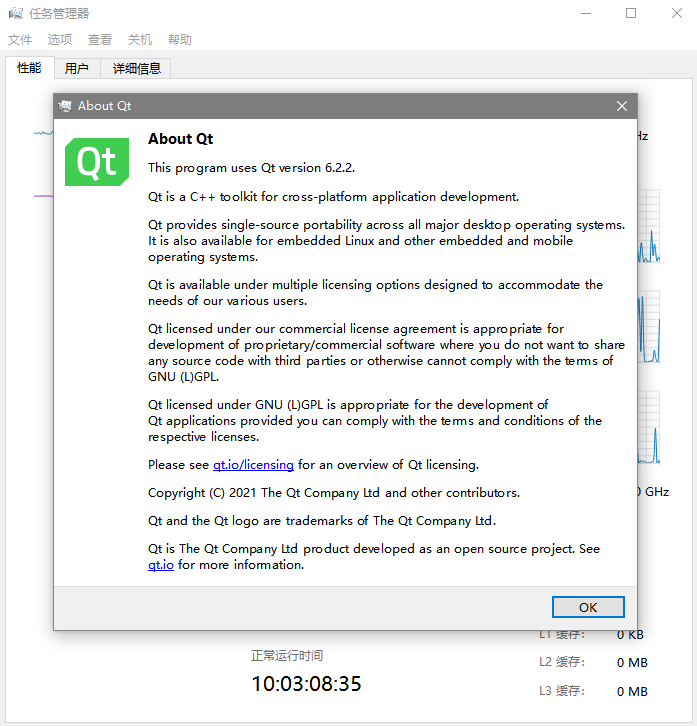 任务管理器
文件 选项 查看 关机 帮助
性能 用户 详细信息
About Qt
Qt
About Qt
This program uses Qt version 6.2.2.
Qt is a C++ toolkit for cross-platform application development.
Qt provides single-source portability across all major desktop operating systems.
It is also available for embedded Linux and other embedded and mobile
operating systems.
Qt is available under multiple licensing options designed to accommodate the
needs of our various users.
Qt licensed under our commercial license agreement is appropriate for
development of proprietary/commercial software where you do not want to share
any source code with third parties or otherwise cannot comply with the terms of
GNU (L)GPL.
Qt licensed under GNU (L)GPL is appropriate for the development of
Qt applications provided you can comply with the terms and conditions of the
respective licenses.
Please see qt.io/licensing for an overview of Qt licensing.
Copyright (C) 2021 The Qt Company Ltd and other contributors.
Qt and the Qt logo are trademarks of The Qt Company Ltd.
Qt is The Qt Company Ltd product developed as an open source project. See
qt.io for more information.
OK
Hz
0 GHz
L1 缓存: 0 KB
正常运行时间
L2 缓存: 0 MB
10:03:08:35
L3 缓存: 0 MB